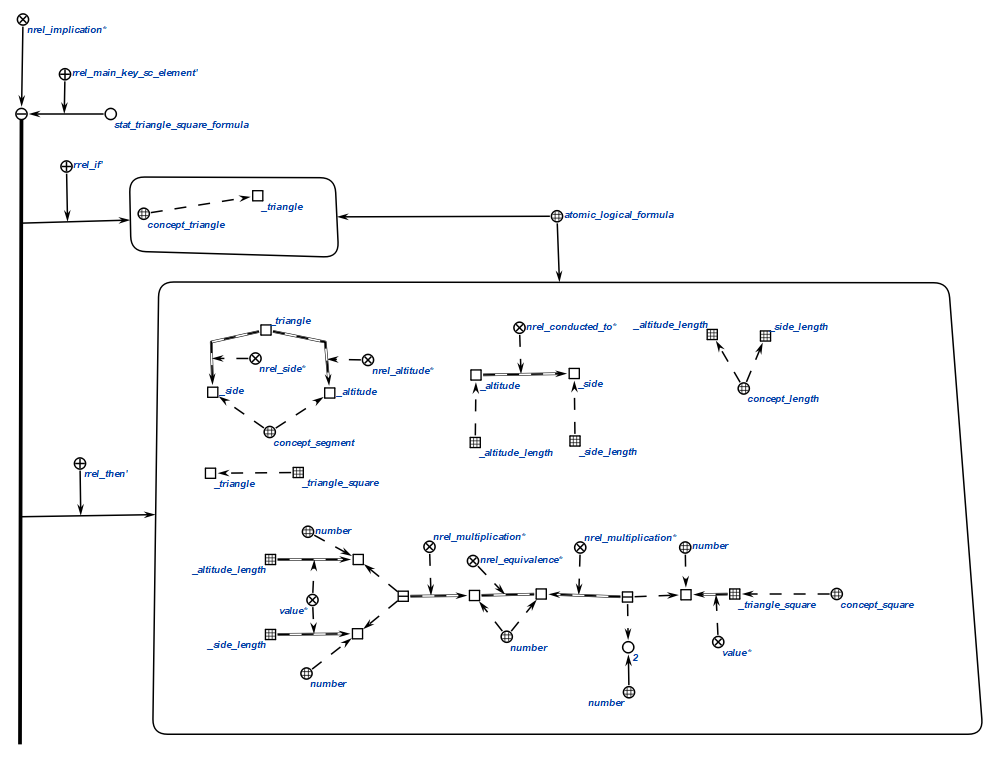 nrel_implication*
rrel_main_key_sc_element'
stat_triangle_square_formula
rrel_if'
_triangle
concept_triangle
atomic_logical_formula
_triangle
nrel_side*
nrel_altitude*
_side
_altitude
concept_segment
nrel_conducted_to*
_altitude
_side
_altitude_length
_side_length
_altitude_length
_side_length
concept_length
rrel_then'
_triangle
_triangle_square
number
_altitude_length
value*
_side_length
number
nrel_multiplication*
nrel_equivalence*
number
nrel_multiplication*
number
_triangle_square
concept_square
value*
2
number